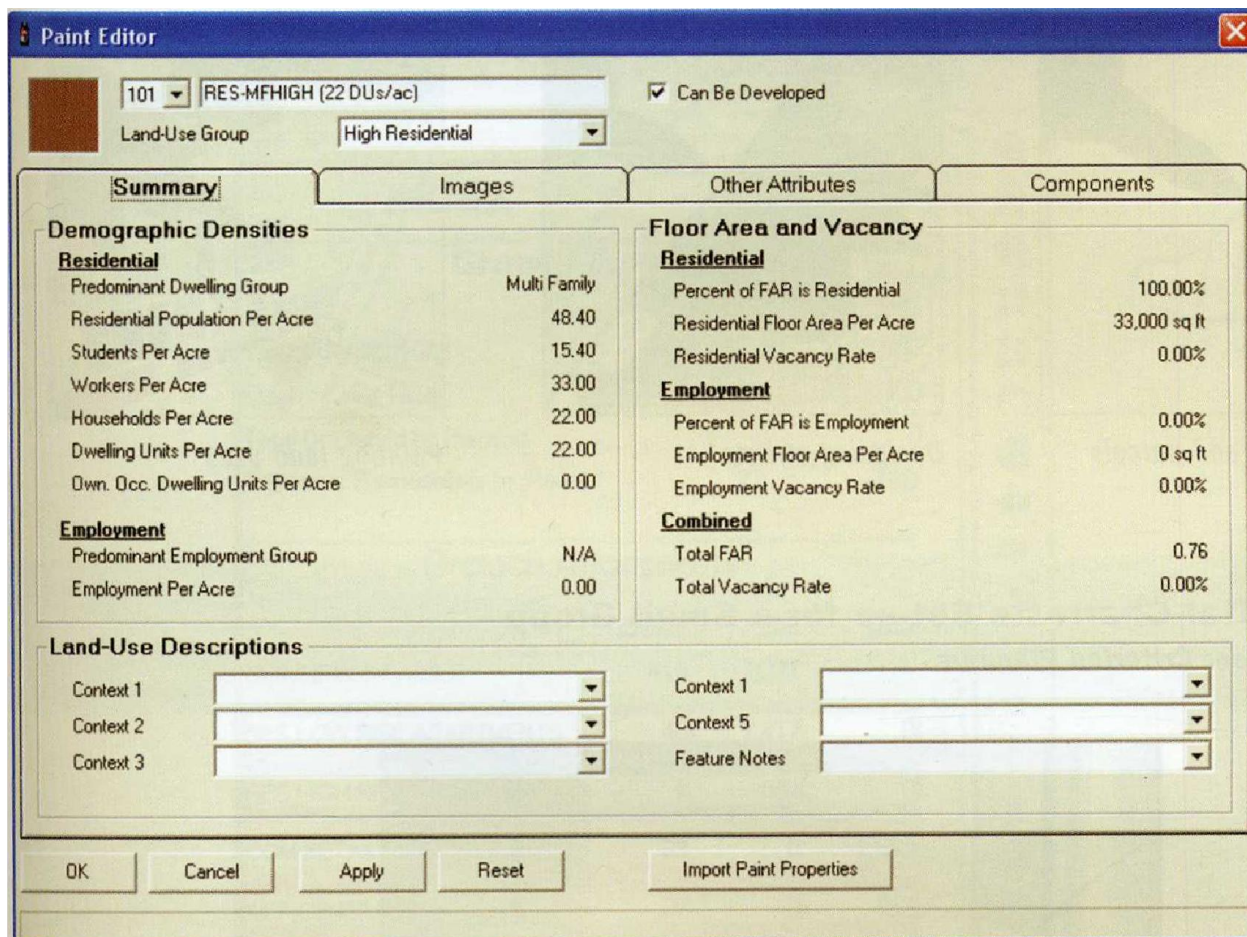 Paint Editor
101 RES-MFHIGH (22 DUs/ac) Can Be Developed
Land-Use Group High Residential
Summary Images Other Attributes Components
Demographic Densities
Residential
Predominant Dwelling Group Multi Family
Residential Population Per Acre 48.40
Students Per Acre 15.40
Workers Per Acre 33.00
Households Per Acre 22.00
Dwelling Units Per Acre 22.00
Own. Occ. Dwelling Units Per Acre 0.00
Employment
Predominant Employment Group N/A
Employment Per Acre 0.00
Floor Area and Vacancy
Residential
Percent of FAR is Residential 100.00%
Residential Floor Area Per Acre 33,000 sq ft
Residential Vacancy Rate 0.00%
Employment
Percent of FAR is Employment 0.00%
Employment Floor Area Per Acre 0 sq ft
Employment Vacancy Rate 0.00%
Combined
Total FAR 0.76
Total Vacancy Rate 0.00%
Land-Use Descriptions
Context 1
Context 2
Context 3
Context 1
Context 5
Feature Notes
OK Cancel Apply Reset Import Paint Properties